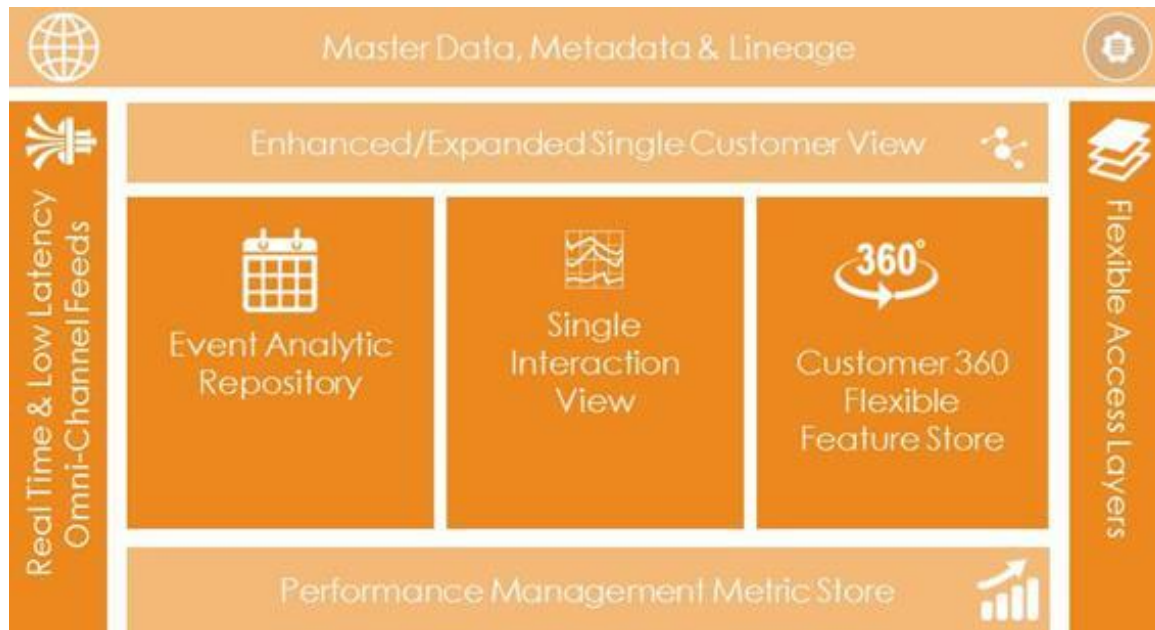 Master Data, Metadata & Lineage
Enhanced/Expanded Single Customer View
Real Time & Low Latency
Omni-Channel Feeds
Event Analytic
Repository
Single
Interaction
View
360°
Customer 360
Flexible
Feature Store
Flexible Access Layers
Performance Management Metric Store